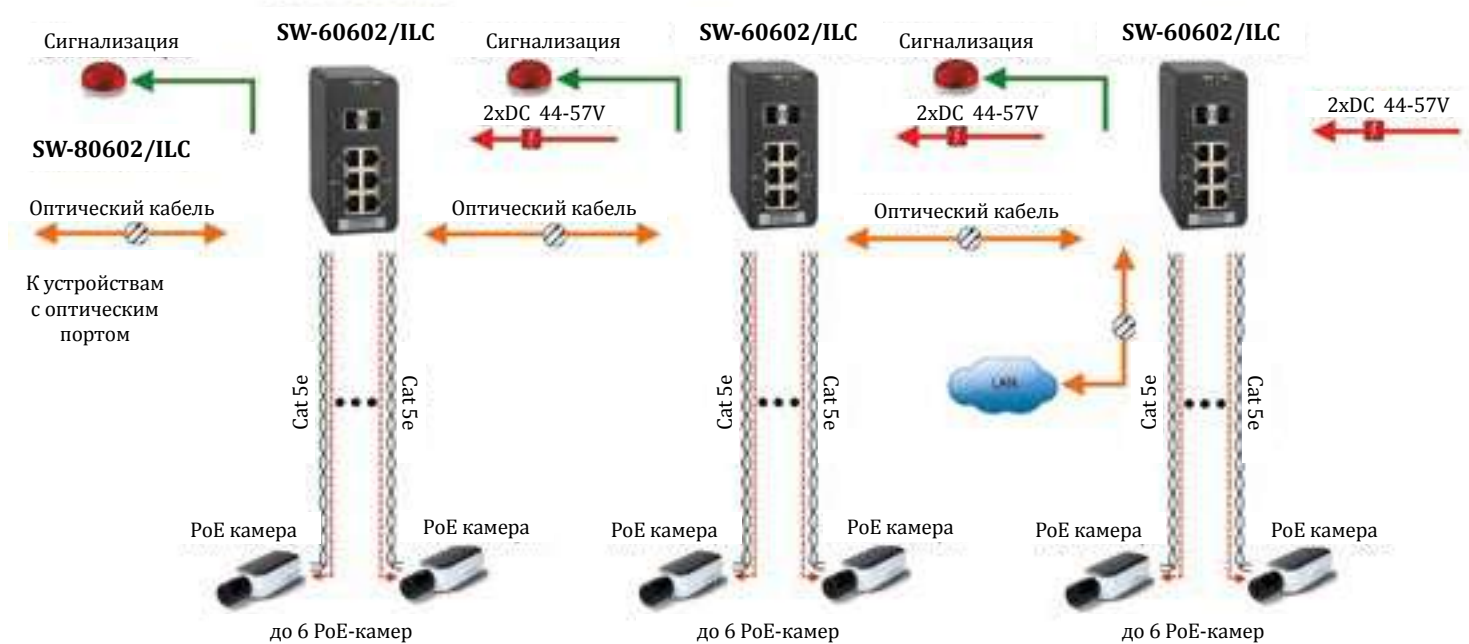 SW-60602/ILC
SW-60602/ILC
SW-60602/ILC
Сигнализация
Сигнализация
Сигнализация
2xDC 44-57V
2xDC 44-57V
2xDC 44-57V
SW-80602/ILC
Оптический кабель
Оптический кабель
Оптический кабель
К устройствам
с оптическим
портом
LAN
Cat 5e
Cat 5e
Cat 5e
Cat 5e
Cat 5e
Cat 5e
PoE камера
PoE камера
PoE камера
PoE камера
PoE камера
PoE камера
до 6 PoE-камер
до 6 PoE-камер
до 6 PoE-камер